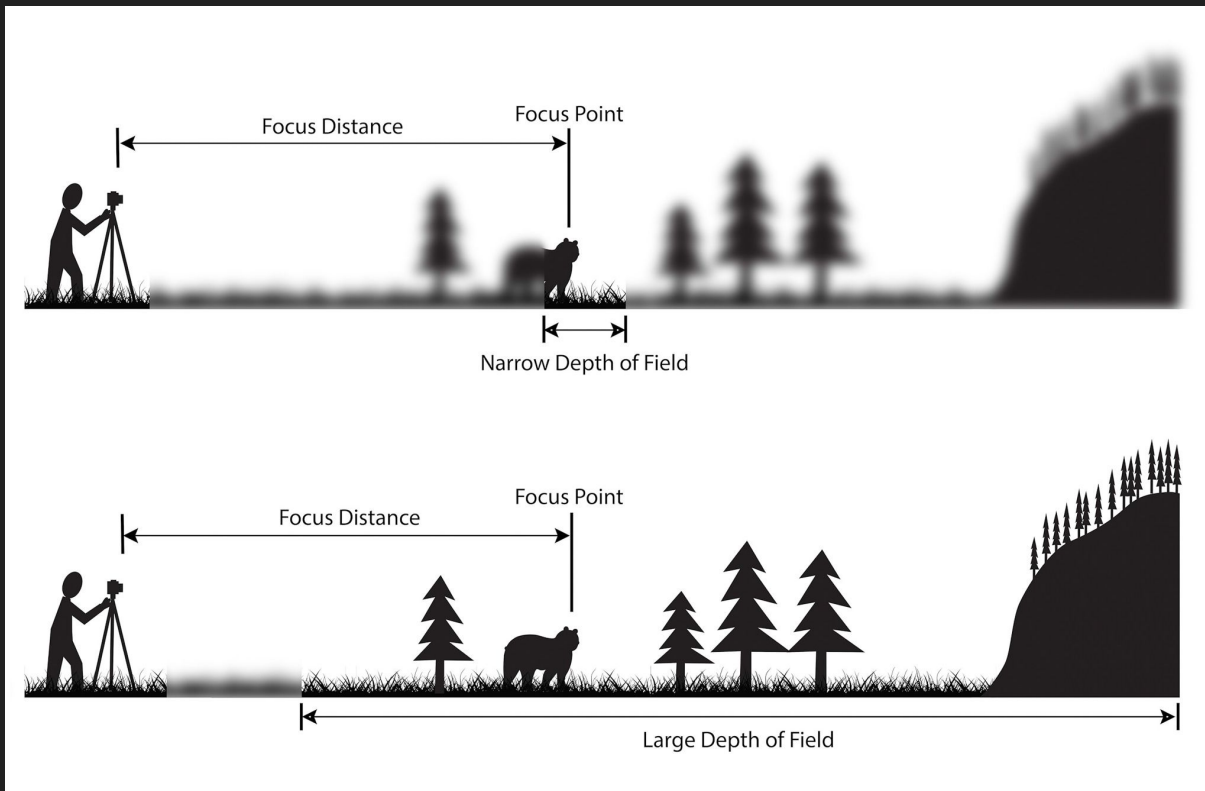 Focus Point
Focus Distance
Narrow Depth of Field
Focus Point
Focus Distance
Large Depth of Field